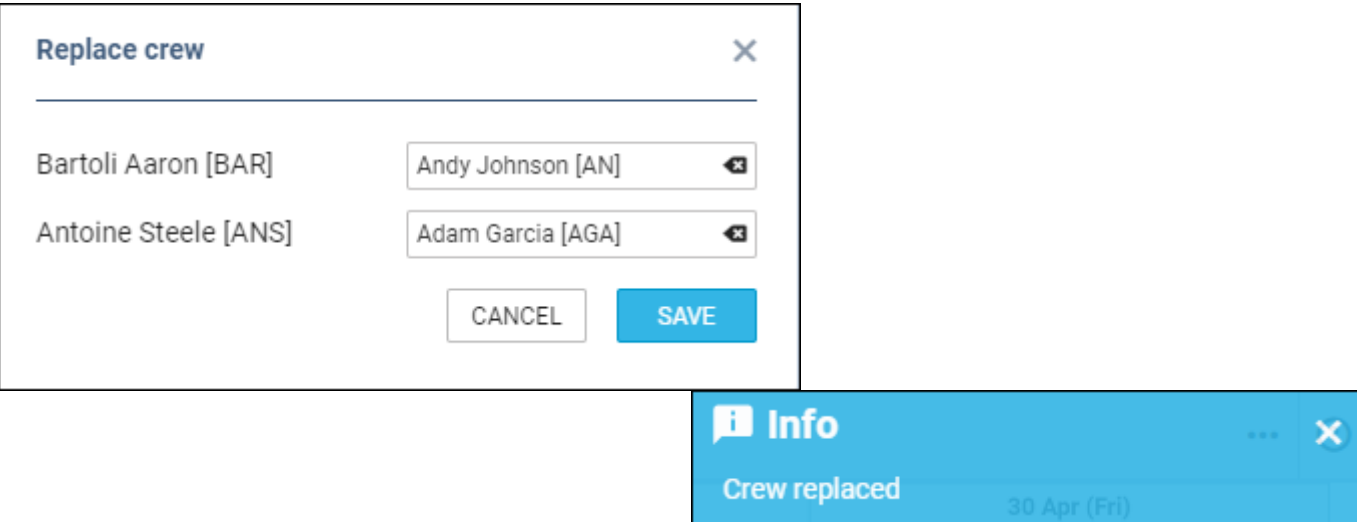 Replace crew
Bartoli Aaron [BAR] Andy Johnson [AN]
Antoine Steele [ANS] Adam Garcia [AGA]
CANCEL SAVE
Info
Crew replaced
30 Apr (Fri)